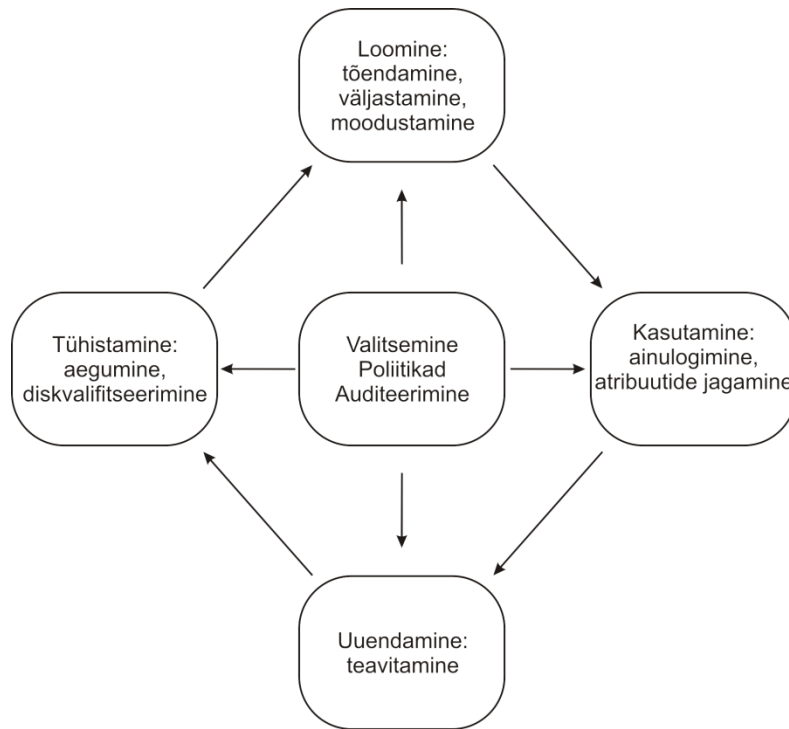 Loomine:
tõendamine,
väljastamine,
moodustamine
Tühistamine:
aegumine,
diskvalifitseerimine
Valitsemine
Poliitikad
Auditeerimine
Kasutamine:
ainulogimine,
atribuutide jagamine
Uuendamine:
teavitamine